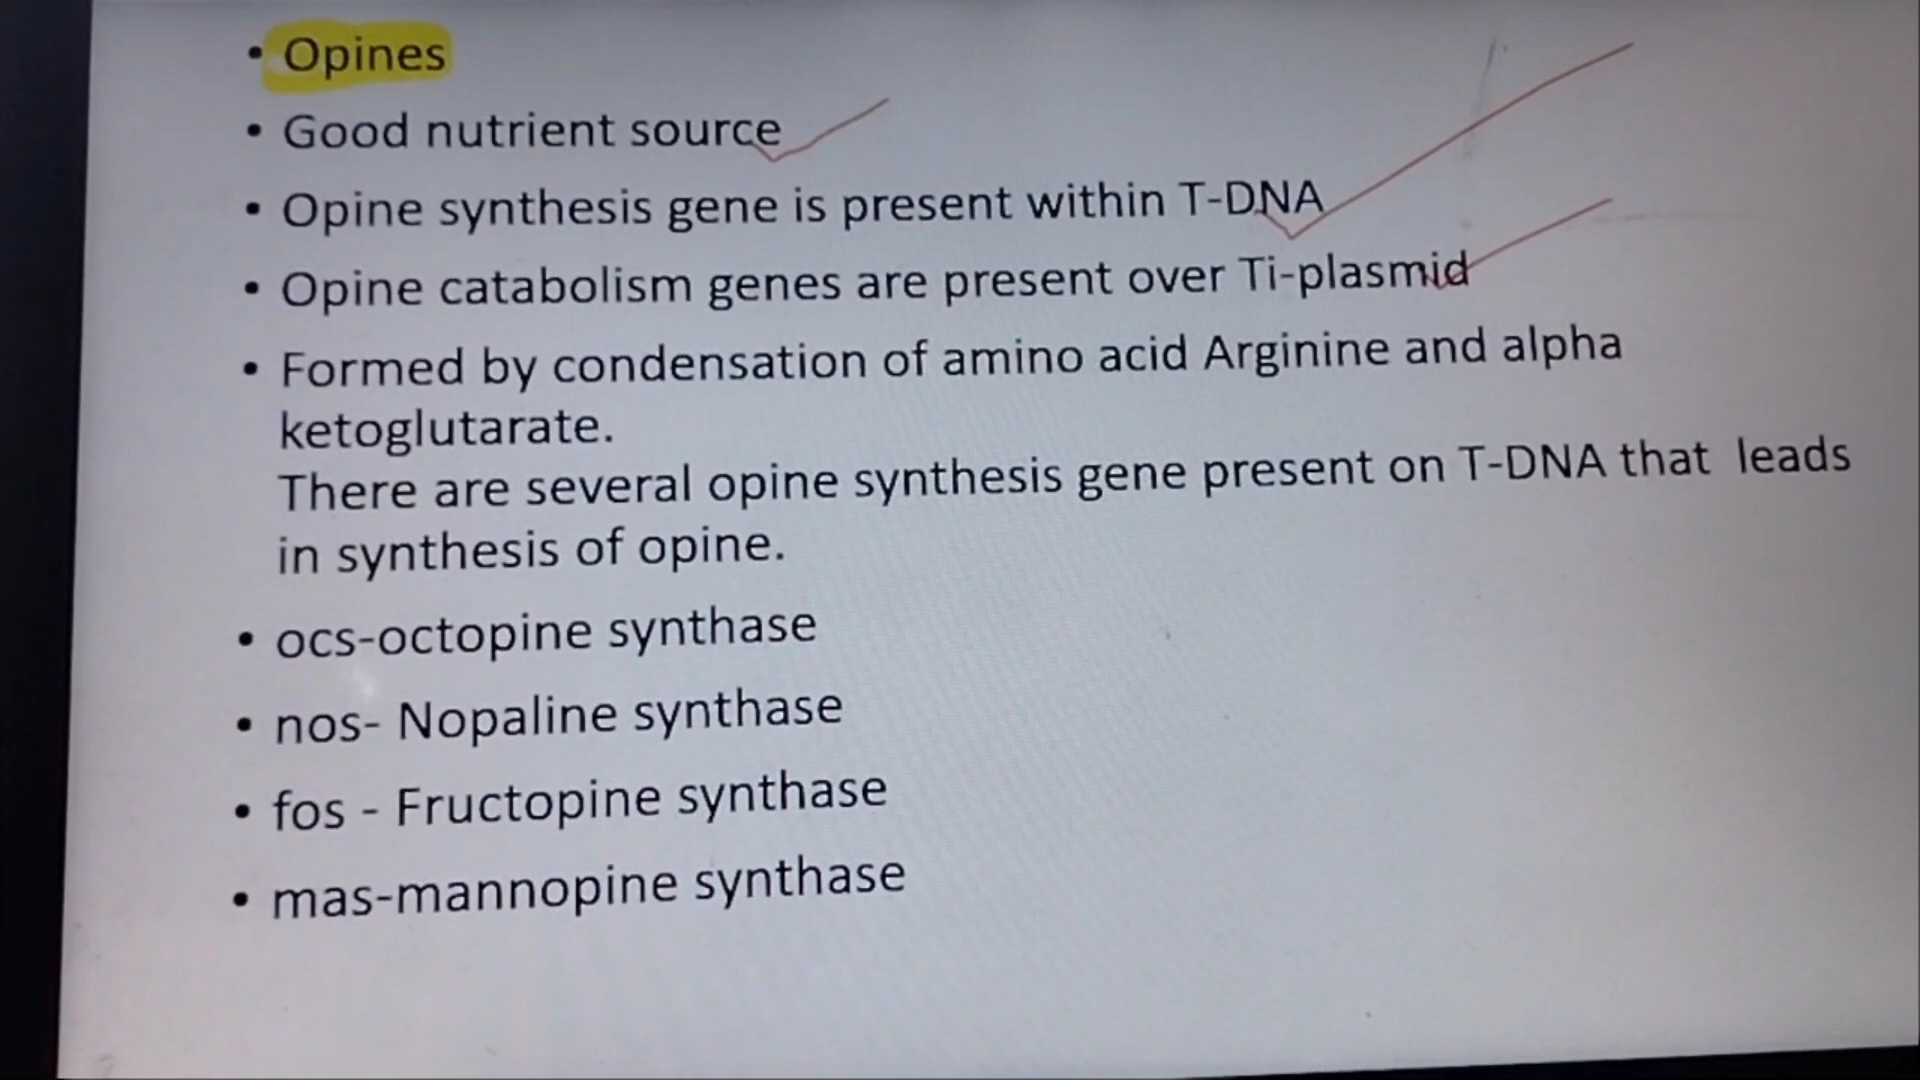 • Opines
• Good nutrient source
• Opine synthesis gene is present within T-DNA
• Opine catabolism genes are present over Ti-plasmid
• Formed by condensation of amino acid Arginine and alpha
ketoglutarate.
There are several opine synthesis gene present on T-DNA that leads
in synthesis of opine.
• ocs-octopine synthase
• nos- Nopaline synthase
• fos - Fructopine synthase
• mas-mannopine synthase